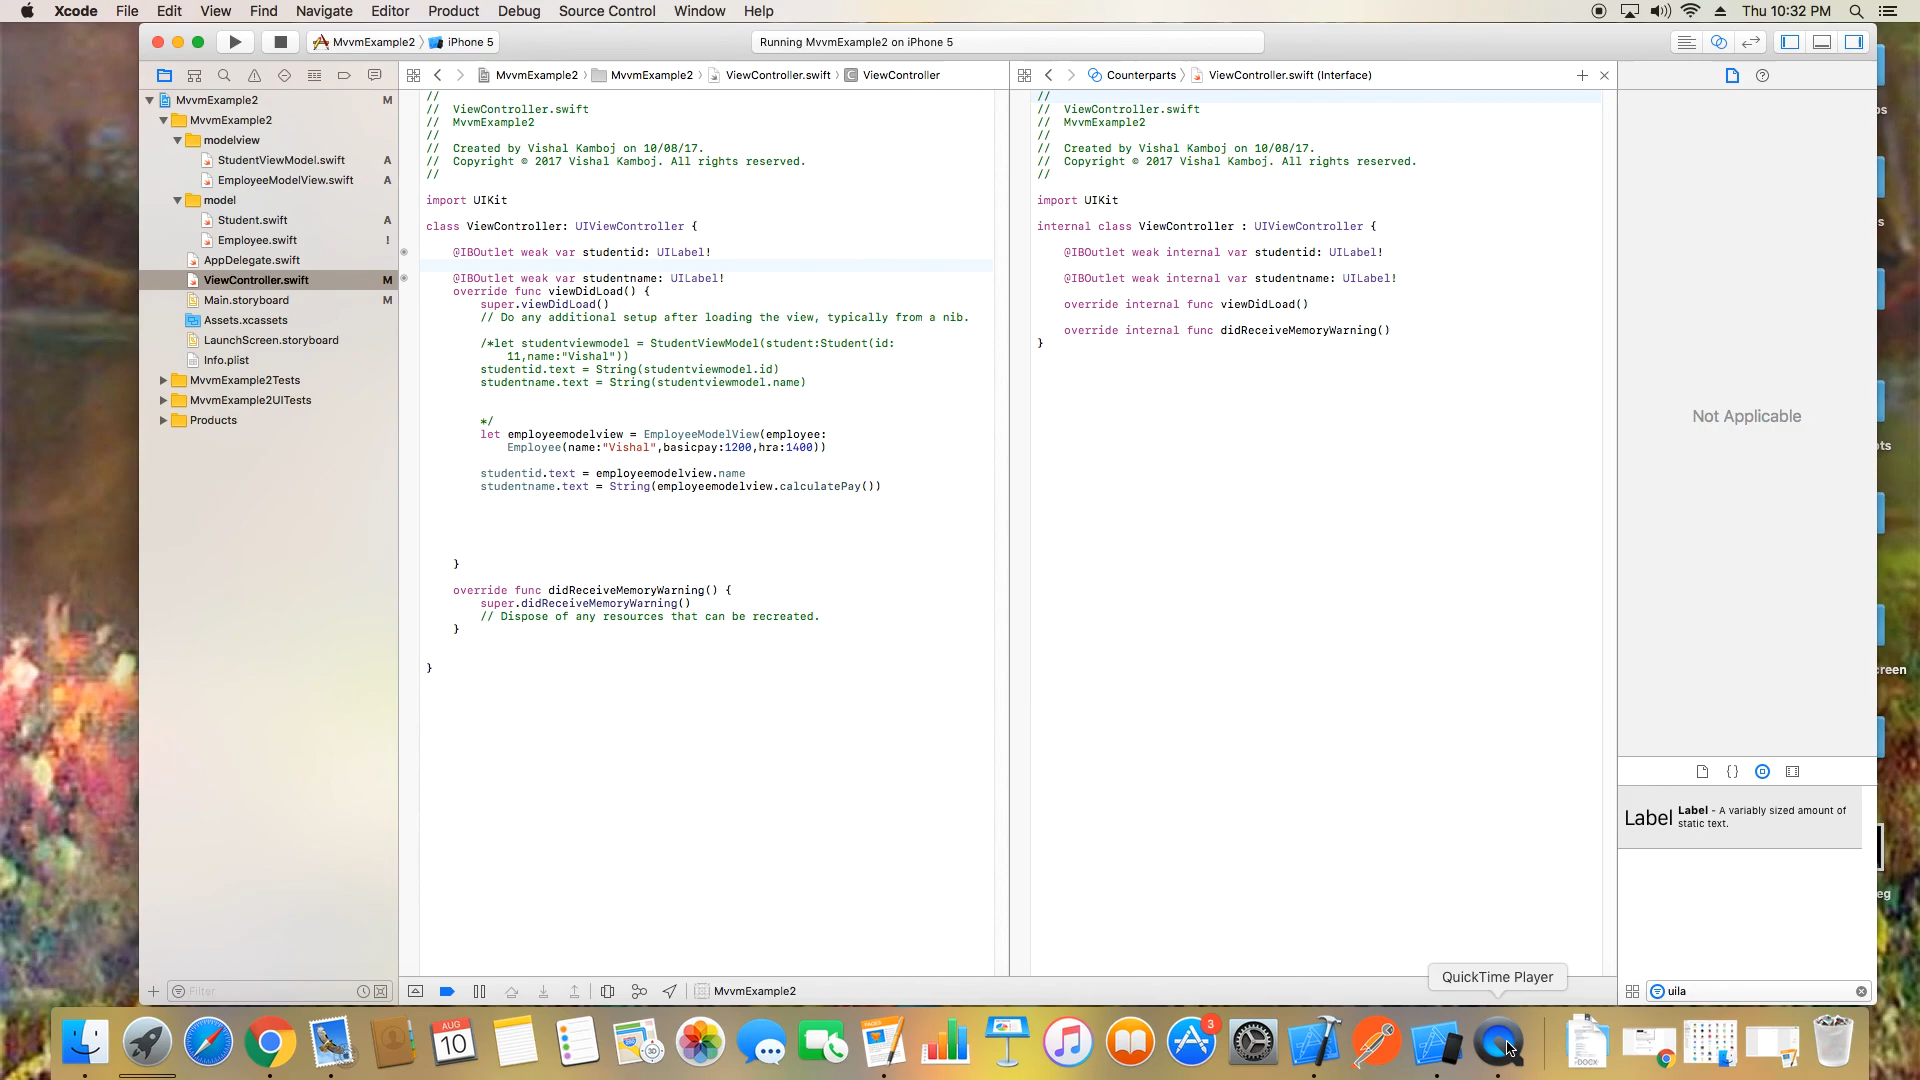 Xcode File Edit View Find Navigate Editor Product Debug Source Control Window Help
Thu 10:32 PM
MvvmExample2 〉 iPhone 5
Running MvvmExample2 on iPhone 5
MvvmExample2 〉 MvvmExample2 〉 ViewController.swift 〉 C ViewController
Counterparts 〉 ViewController.swift (Interface)
MvvmExample2 M
MvvmExample2
modelview
StudentViewModel.swift A
EmployeeModelView.swift A
model
Student.swift A
Employee.swift !
AppDelegate.swift
ViewController.swift M
Main.storyboard M
Assets.xcassets
LaunchScreen.storyboard
Info.plist
MvvmExample2Tests
MvvmExample2UITests
Products
//
// ViewController.swift
// MvvmExample2
//
// Created by Vishal Kamboj on 10/08/17.
// Copyright © 2017 Vishal Kamboj. All rights reserved.
//
import UIKit
class ViewController: UIViewController {
@IBOutlet weak var studentid: UILabel!
@IBOutlet weak var studentname: UILabel!
override func viewDidLoad() {
super.viewDidLoad()
// Do any additional setup after loading the view, typically from a nib.
/*let studentviewmodel = StudentViewModel(student:Student(id:
11,name:"Vishal"))
studentid.text = String(studentviewmodel.id)
studentname.text = String(studentviewmodel.name)
*/
let employeemodelview = EmployeeModelView(employee:
Employee(name:"Vishal",basicpay:1200,hra:1400))
studentid.text = employeemodelview.name
studentname.text = String(employeemodelview.calculatePay())
}
override func didReceiveMemoryWarning() {
super.didReceiveMemoryWarning()
// Dispose of any resources that can be recreated.
}
}
//
// ViewController.swift
// MvvmExample2
//
// Created by Vishal Kamboj on 10/08/17.
// Copyright © 2017 Vishal Kamboj. All rights reserved.
//
import UIKit
internal class ViewController : UIViewController {
@IBOutlet weak internal var studentid: UILabel!
@IBOutlet weak internal var studentname: UILabel!
override internal func viewDidLoad()
override internal func didReceiveMemoryWarning()
}
Not Applicable
Label
Label - A variably sized amount of
static text.
Filter
MvvmExample2
uila
QuickTime Player
AUG
10
3D
PAGES
3
DOCX